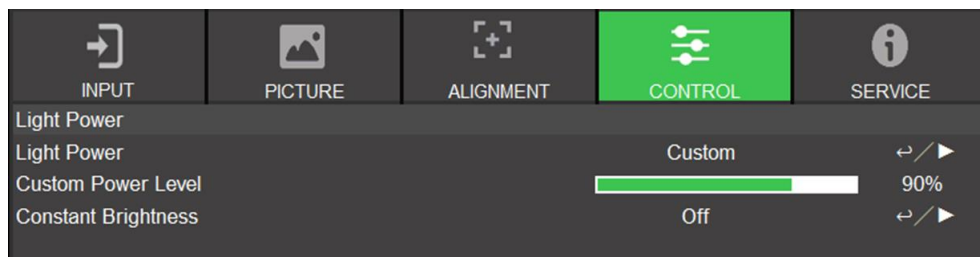 INPUT PICTURE ALIGNMENT CONTROL SERVICE
Light Power
Light Power Custom ↩/▶
Custom Power Level 90%
Constant Brightness Off ↩/▶